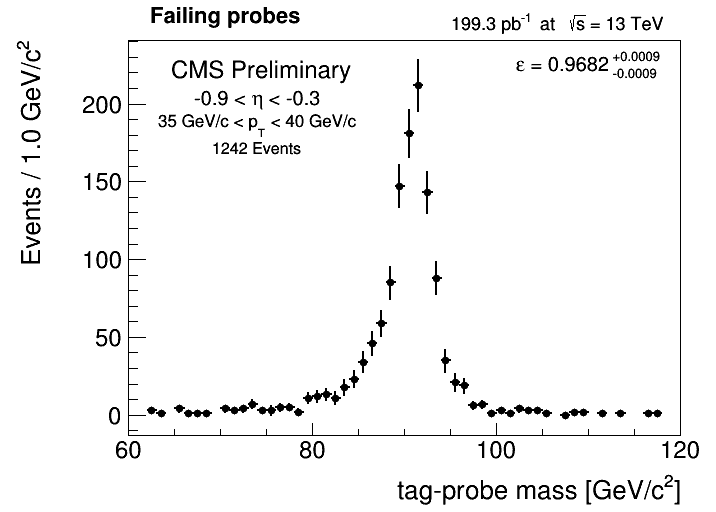 Failing probes
199.3 pb⁻¹ at √s = 13 TeV
CMS Preliminary
ε = 0.9682 +0.0009 -0.0009
-0.9 < η < -0.3
35 GeV/c < p_T < 40 GeV/c
1242 Events
Events / 1.0 GeV/c²
200
150
100
50
0
60 80 100 120
tag-probe mass [GeV/c²]